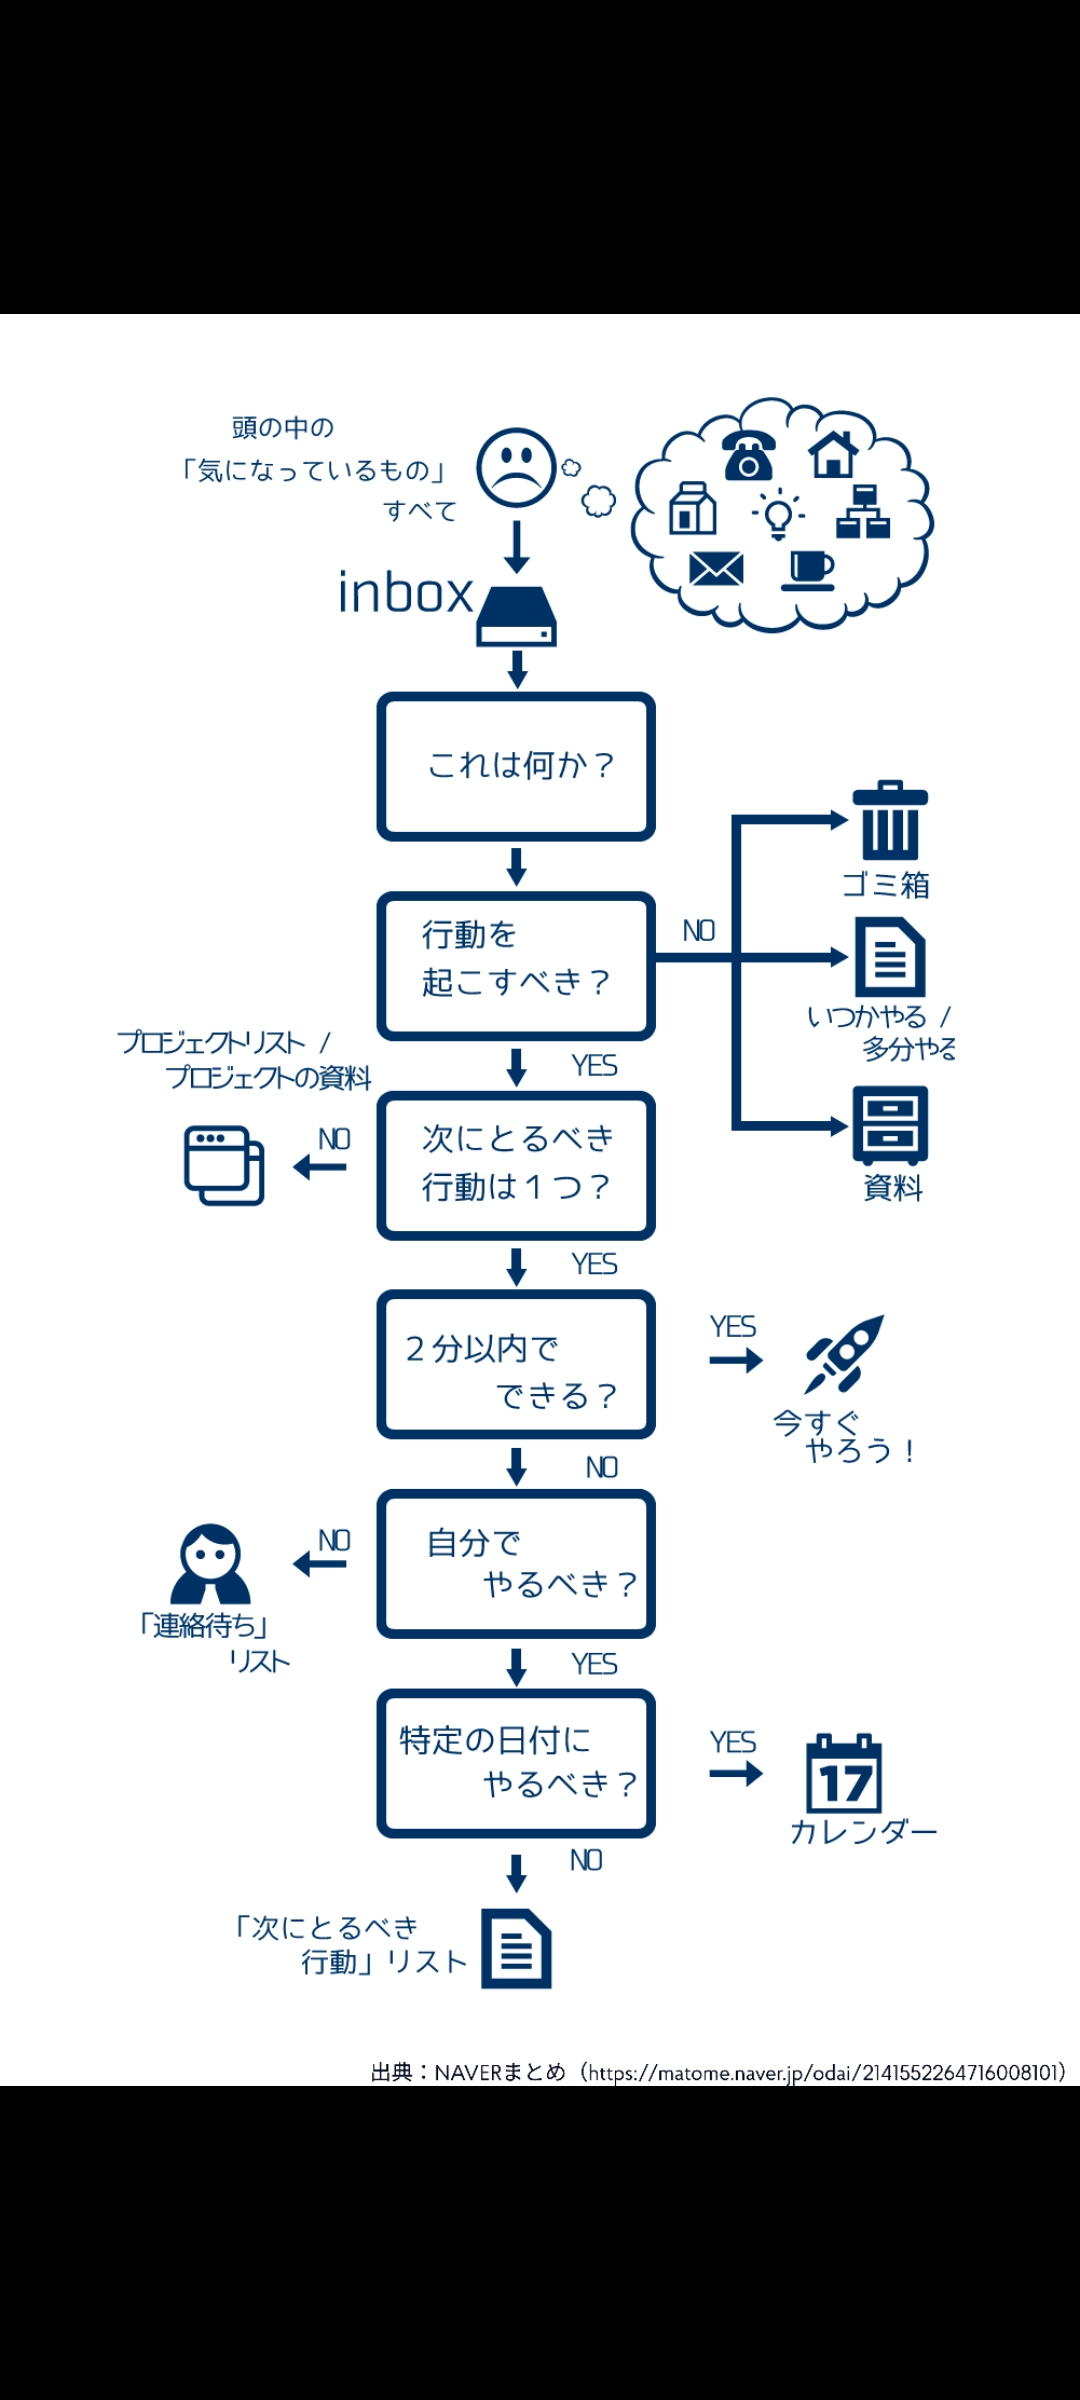 頭の中の
「気になっているもの」
すべて
inbox
これは何か？
行動を
起こすべき？
NO
ゴミ箱
いつかやる /
多分やる
資料
YES
プロジェクトリスト /
プロジェクトの資料
NO
次にとるべき
行動は１つ？
YES
２分以内で
できる？
YES
今すぐ
やろう！
NO
自分で
やるべき？
NO
「連絡待ち」
リスト
YES
特定の日付に
やるべき？
YES
17
カレンダー
NO
「次にとるべき
行動」リスト
出典：NAVERまとめ（https://matome.naver.jp/odai/2141552264716008101）